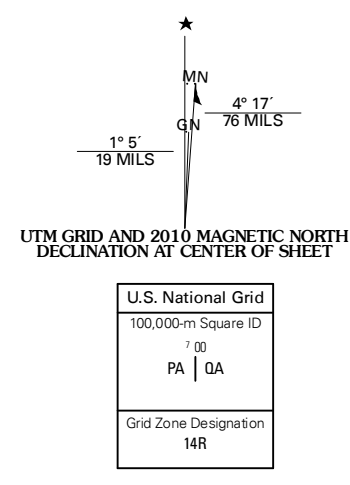 ★
MN
4° 17´
76 MILS
GN
1° 5´
19 MILS
UTM GRID AND 2010 MAGNETIC NORTH
DECLINATION AT CENTER OF SHEET
U.S. National Grid
100,000-m Square ID
7 00
PA QA
Grid Zone Designation
14R